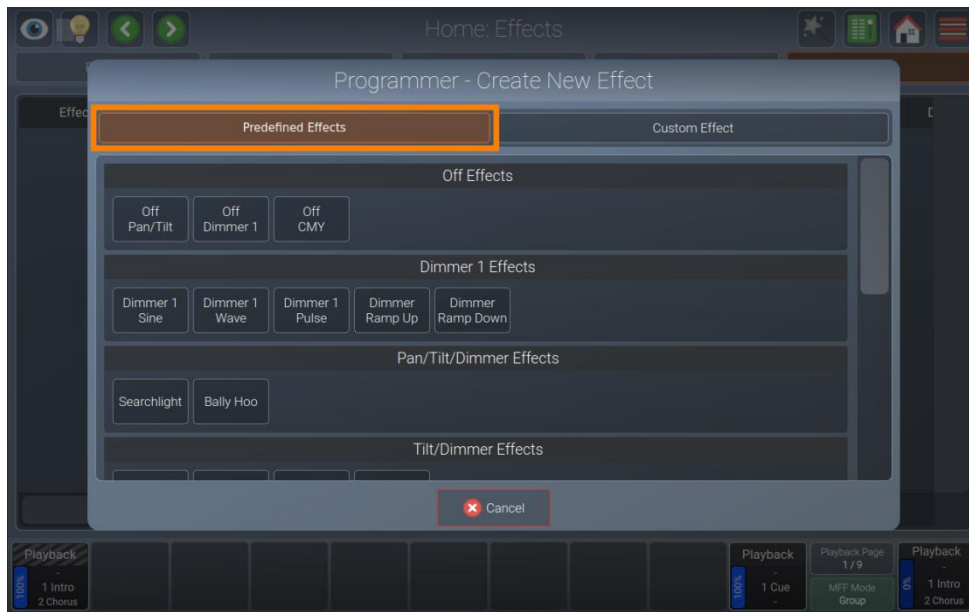 Home: Effects
Programmer - Create New Effect
Effec
Predefined Effects
Custom Effect
Off Effects
Off
Pan/Tilt
Off
Dimmer 1
Off
CMY
Dimmer 1 Effects
Dimmer 1
Sine
Dimmer 1
Wave
Dimmer 1
Pulse
Dimmer
Ramp Up
Dimmer
Ramp Down
Pan/Tilt/Dimmer Effects
Searchlight
Bally Hoo
Tilt/Dimmer Effects
Cancel
Playback
-
100%
1 Intro
2 Chorus
Playback
-
100%
1 Cue
-
Playback Page
1 / 9
MFF Mode
Group
Playback
-
0%
1 Intro
2 Chorus